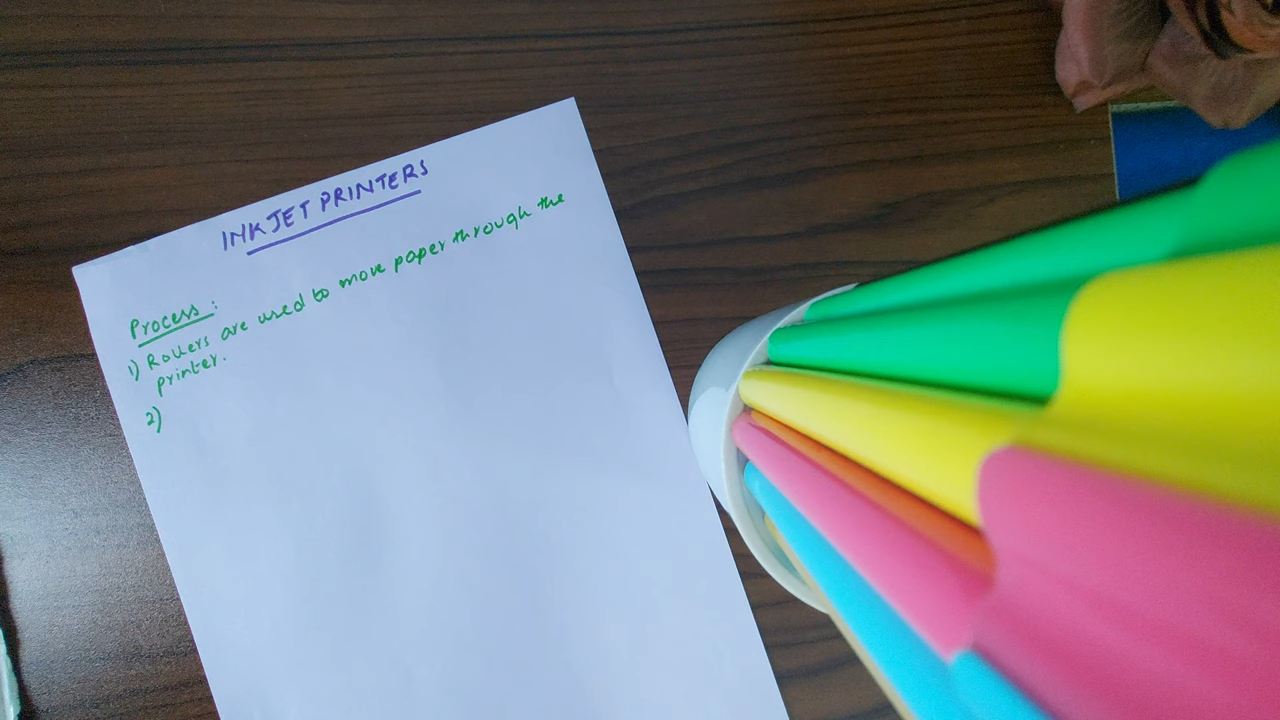 INKJET PRINTERS
Process :
1) Rollers are used to move paper through the
printer.
2)